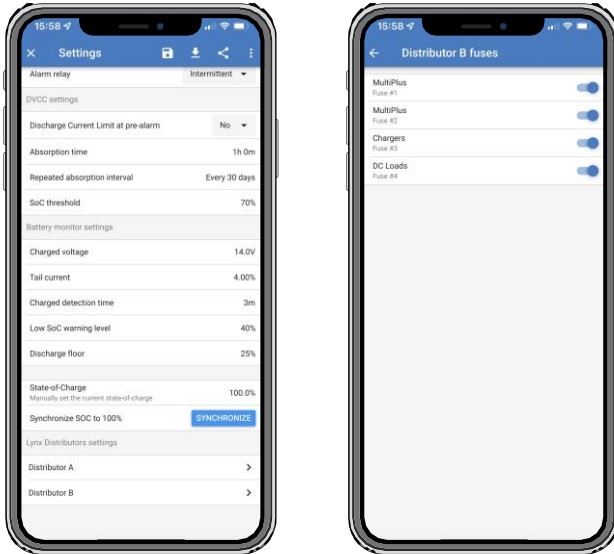 15:58
Settings
Alarm relay
Intermittent
DVCC settings
Discharge Current Limit at pre-alarm
No
Absorption time
1h 0m
Repeated absorption interval
Every 30 days
SoC threshold
70%
Battery monitor settings
Charged voltage
14.0V
Tail current
4.00%
Charged detection time
3m
Low SoC warning level
40%
Discharge floor
25%
State-of-Charge
Manually set the current state-of-charge
100.0%
Synchronize SOC to 100%
SYNCHRONIZE
Lynx Distributors settings
Distributor A
Distributor B
15:58
Distributor B fuses
MultiPlus
Fuse #1
MultiPlus
Fuse #2
Chargers
Fuse #3
DC Loads
Fuse #4